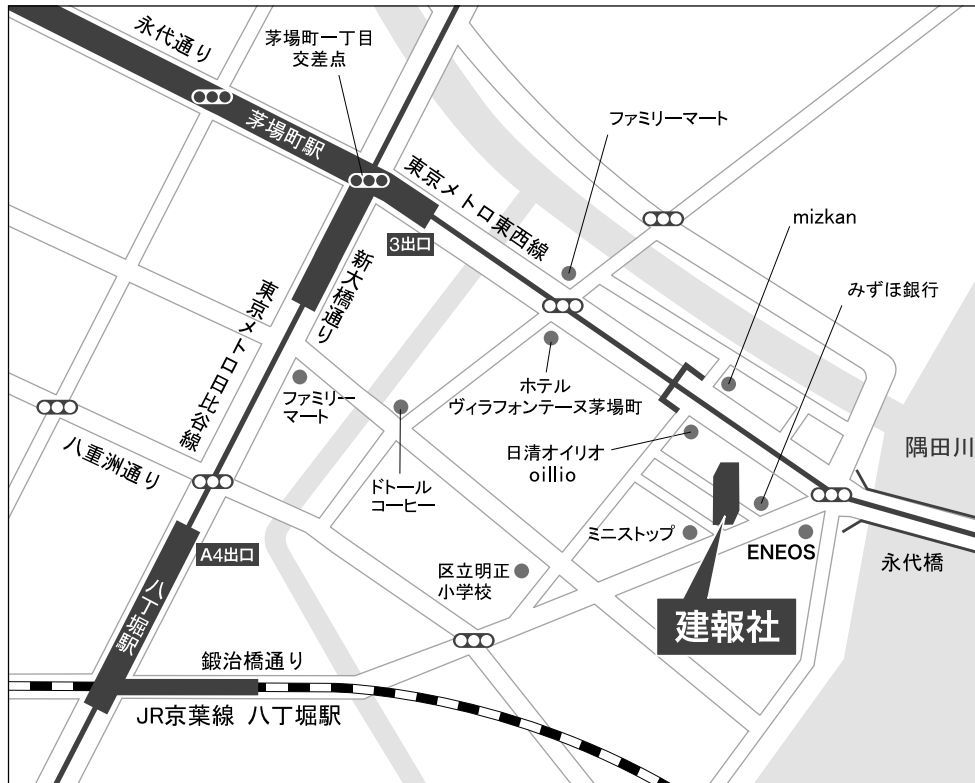 永代通り
茅場町一丁目
交差点
茅場町駅
ファミリーマート
東京メトロ東西線
mizkan
3出口
新大橋通り
みずほ銀行
東京メトロ日比谷線
ファミリー
マート
ホテル
ヴィラフォンテーヌ茅場町
八重洲通り
日清オイリオ
oillio
隅田川
ドトール
コーヒー
ミニストップ
ENEOS
A4出口
永代橋
区立明正
小学校
八丁堀駅
建報社
鍛治橋通り
JR京葉線 八丁堀駅